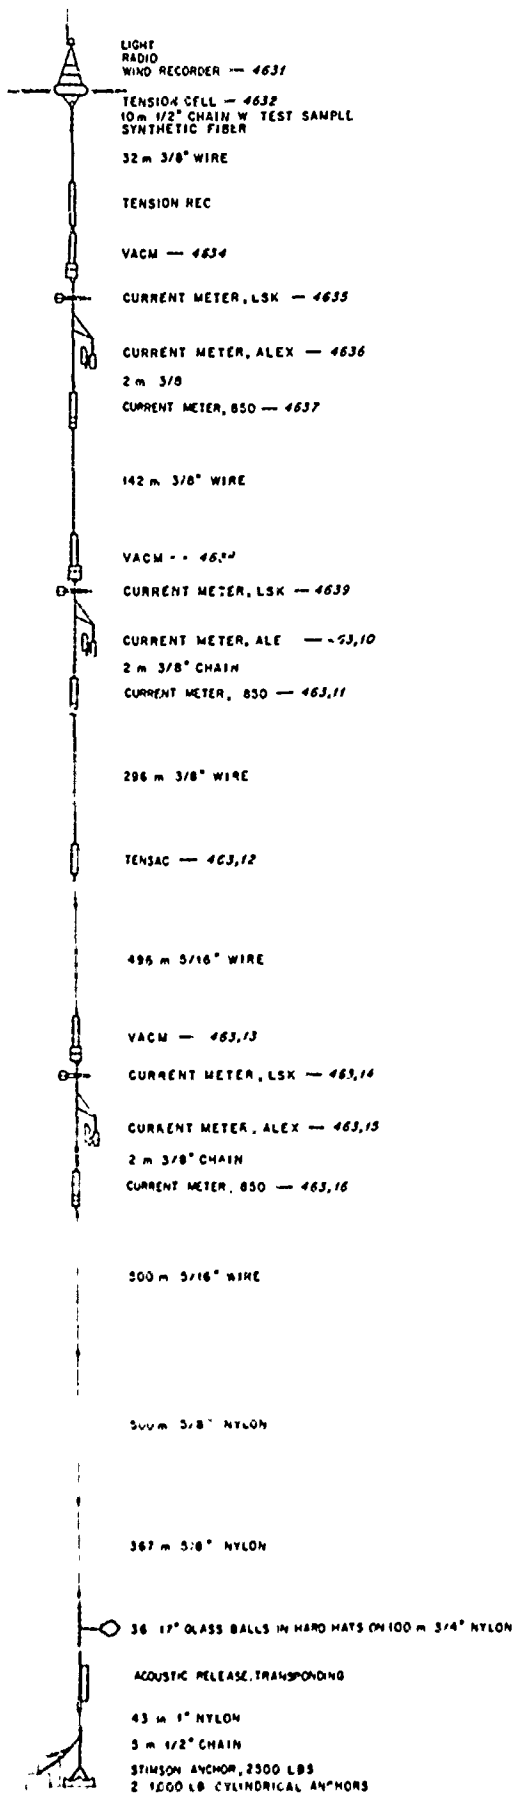 LIGHT
RADIO
WIND RECORDER — 4631
TENSION CELL — 4632
10m 1/2" CHAIN W TEST SAMPLE
SYNTHETIC FIBER
32 m 3/8" WIRE
TENSION REC
VACM — 4634
CURRENT METER, LSK — 4635
CURRENT METER, ALEX — 4636
2 m 3/8
CURRENT METER, 850 — 4637
142 m 3/8" WIRE
VACM --
CURRENT METER, LSK — 4639
CURRENT METER, ALE
2 m 3/8" CHAIN
CURRENT METER, 850 — 463,11
296 m 3/8" WIRE
TENSAC — 463,12
496 m 5/16" WIRE
VACM — 463,13
CURRENT METER, LSK — 463,14
CURRENT METER, ALEX — 463,15
2 m 3/8" CHAIN
CURRENT METER, 850 — 463,16
500 m 5/16" WIRE
500 m 5/8" NYLON
367 m 5/8" NYLON
36 17" GLASS BALLS IN HARD HATS ON 100 m 3/4" NYLON
ACOUSTIC RELEASE, TRANSPONDING
43 m 1" NYLON
5 m 1/2" CHAIN
STIMSON ANCHOR, 2500 LBS
2 1000 LB CYLINDRICAL ANCHORS